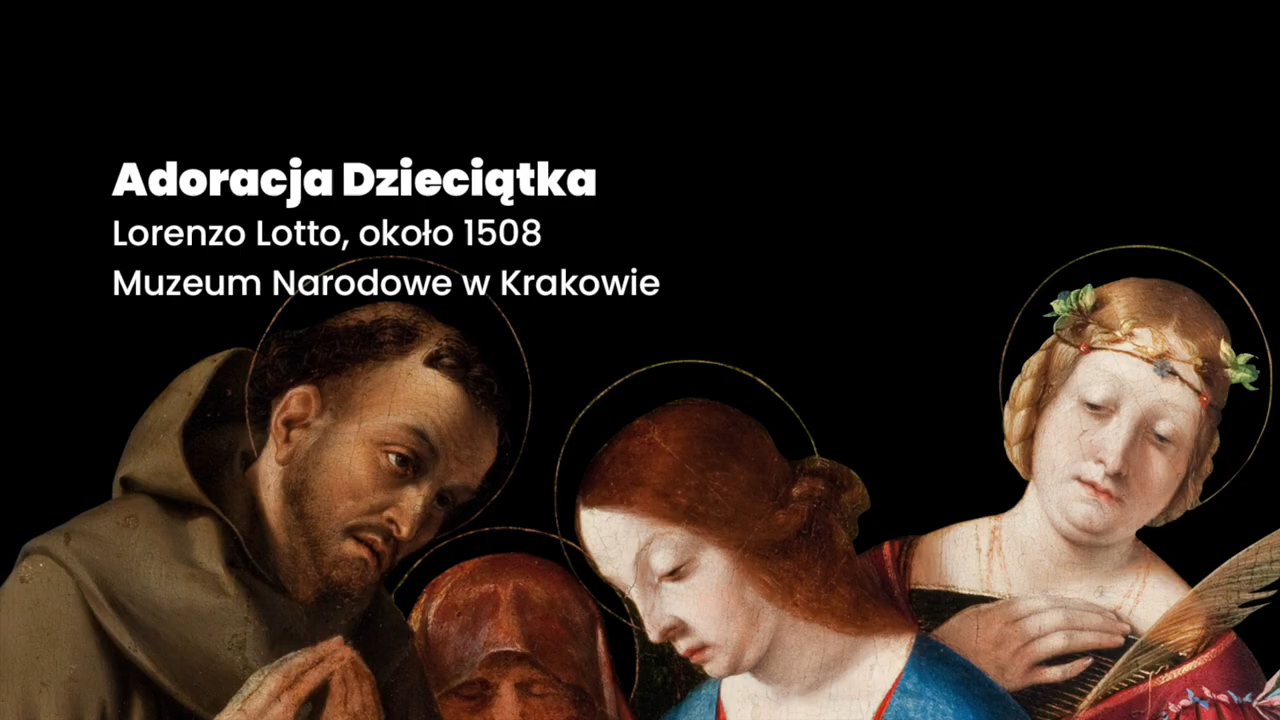 Adoracja Dzieciątka
Lorenzo Lotto, około 1508
Muzeum Narodowe w Krakowie